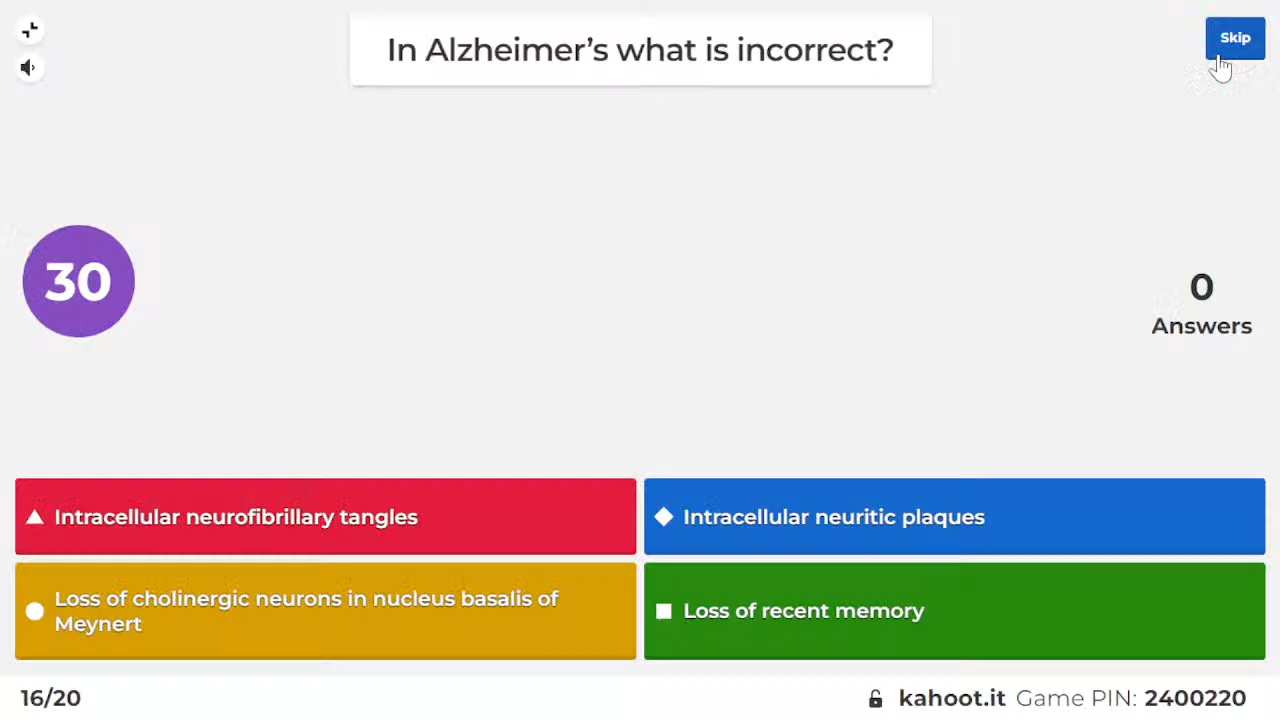 In Alzheimer’s what is incorrect?
Skip
30
0
Answers
Intracellular neurofibrillary tangles
Intracellular neuritic plaques
Loss of cholinergic neurons in nucleus basalis of
Meynert
Loss of recent memory
16/20
kahoot.it Game PIN: 2400220